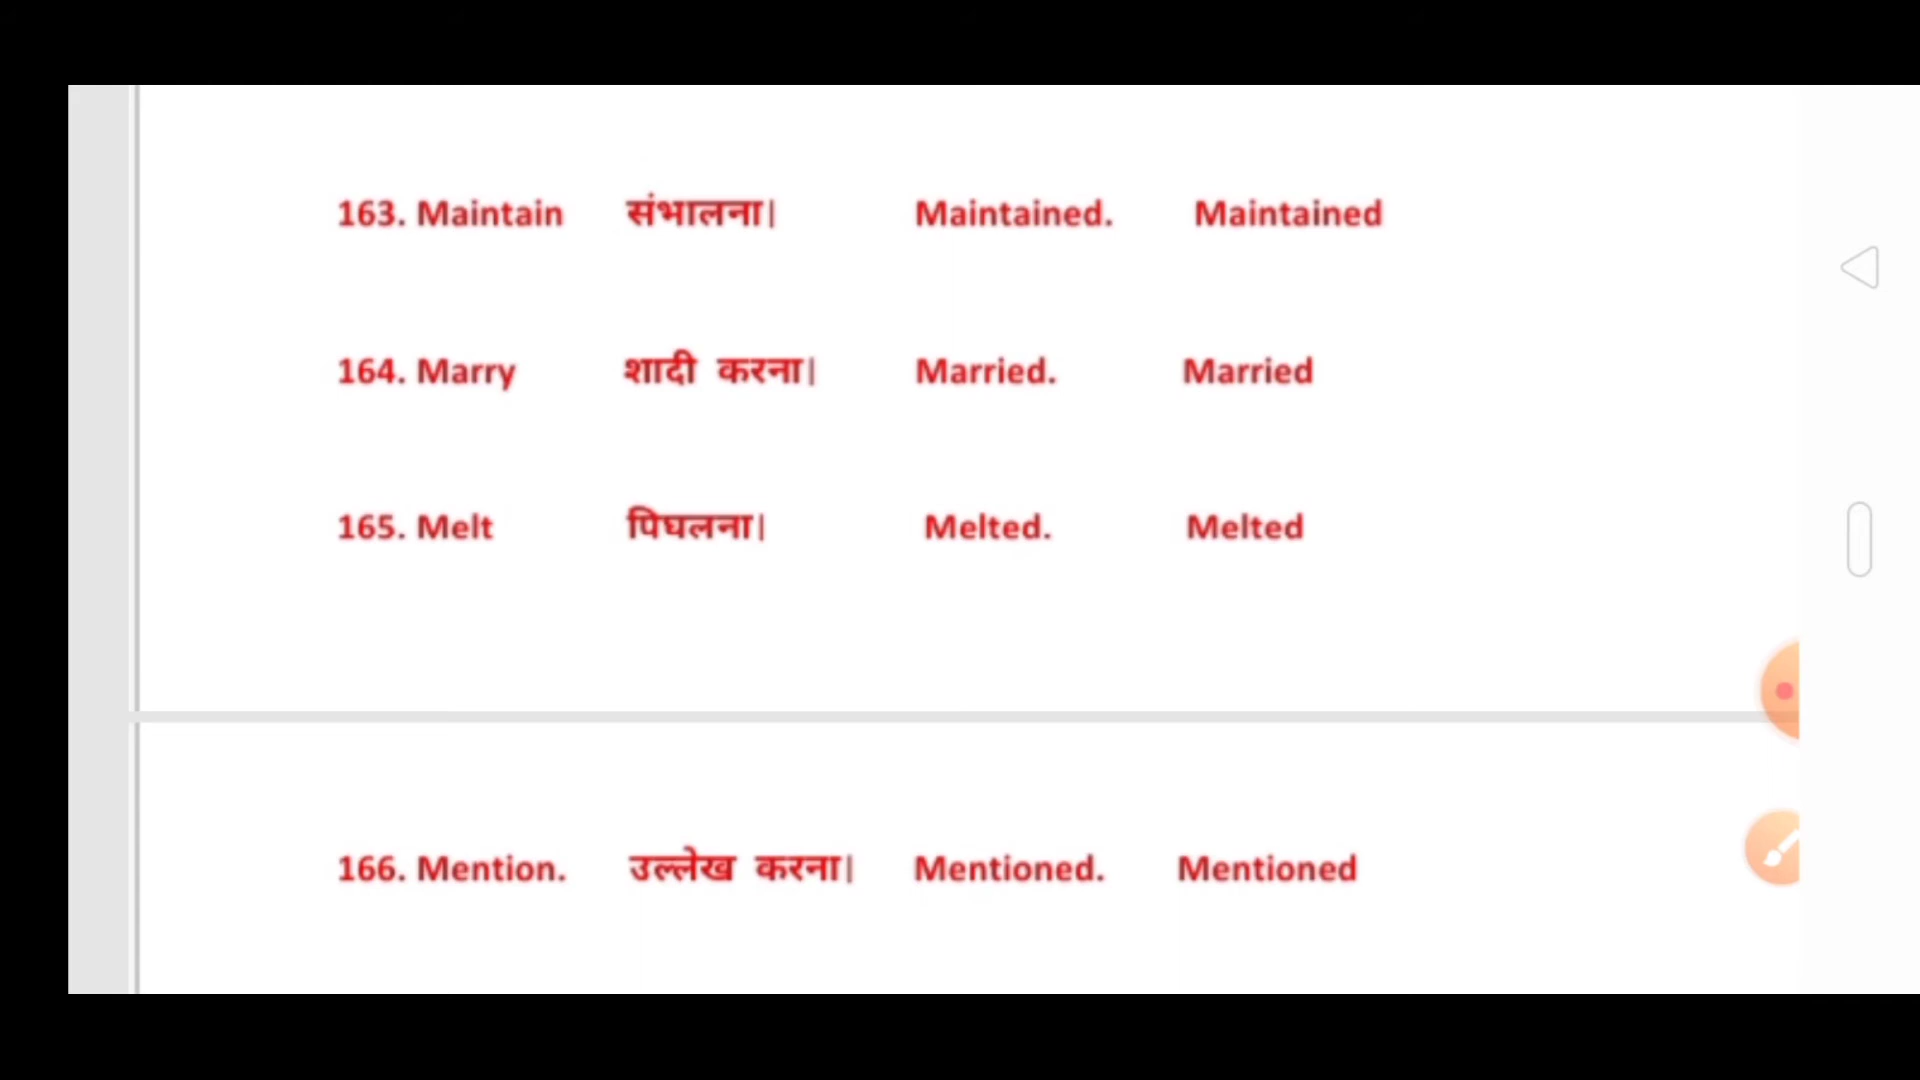 163. Maintain संभालना| Maintained. Maintained
164. Marry शादी करना| Married. Married
165. Melt पिघलना| Melted. Melted
166. Mention. उल्लेख करना| Mentioned. Mentioned